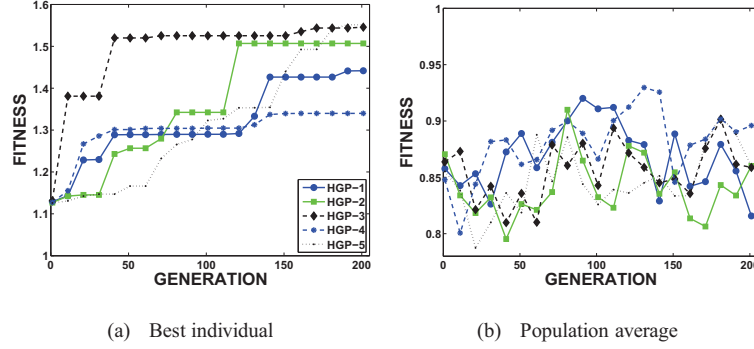 1.6
1.5
1.4
1.3
1.2
1.1
1
FITNESS
0
50
100
150
200
GENERATION
HGP-1
HGP-2
HGP-3
HGP-4
HGP-5
(a) Best individual
0.95
0.9
0.85
0.8
1
FITNESS
0
50
100
150
200
GENERATION
(b) Population average